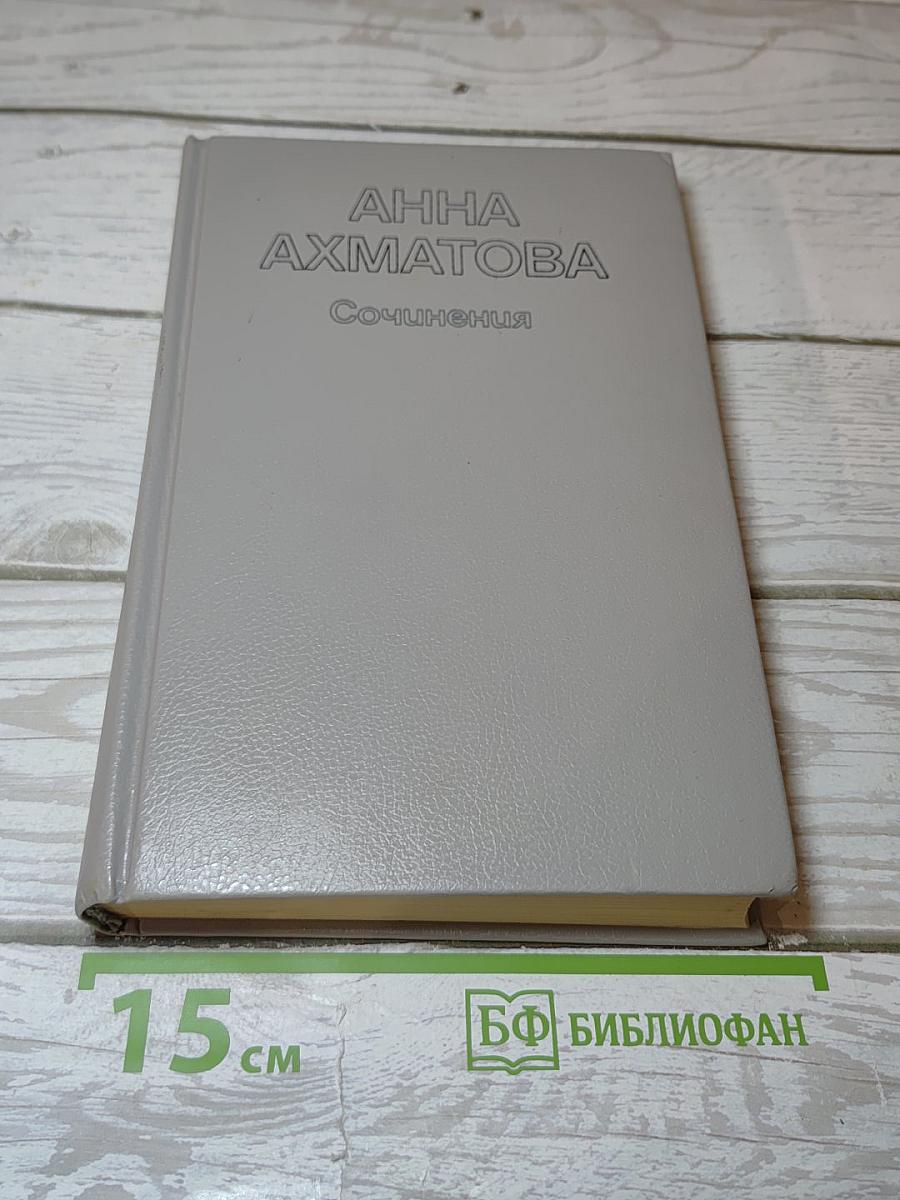 АННА
АХМАТОВА
Сочинения
15 см
БФ БИБЛИОФАН